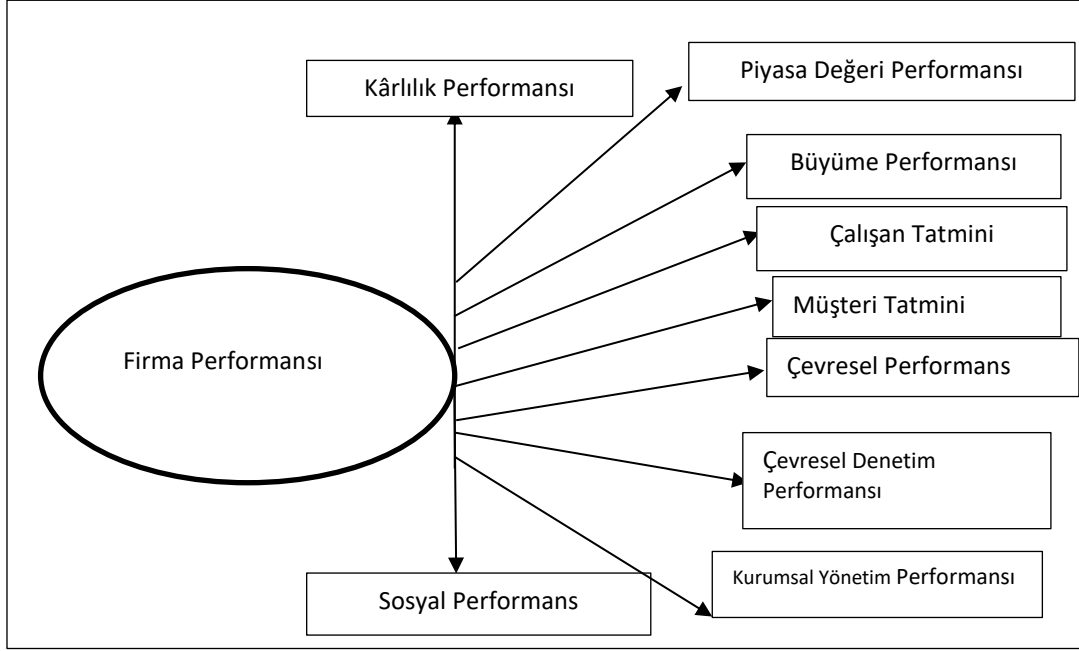 Piyasa Değeri Performansı
Kârlılık Performansı
Büyüme Performansı
Çalışan Tatmini
Müşteri Tatmini
Firma Performansı
Çevresel Performans
Çevresel Denetim
Performansı
Kurumsal Yönetim Performansı
Sosyal Performans